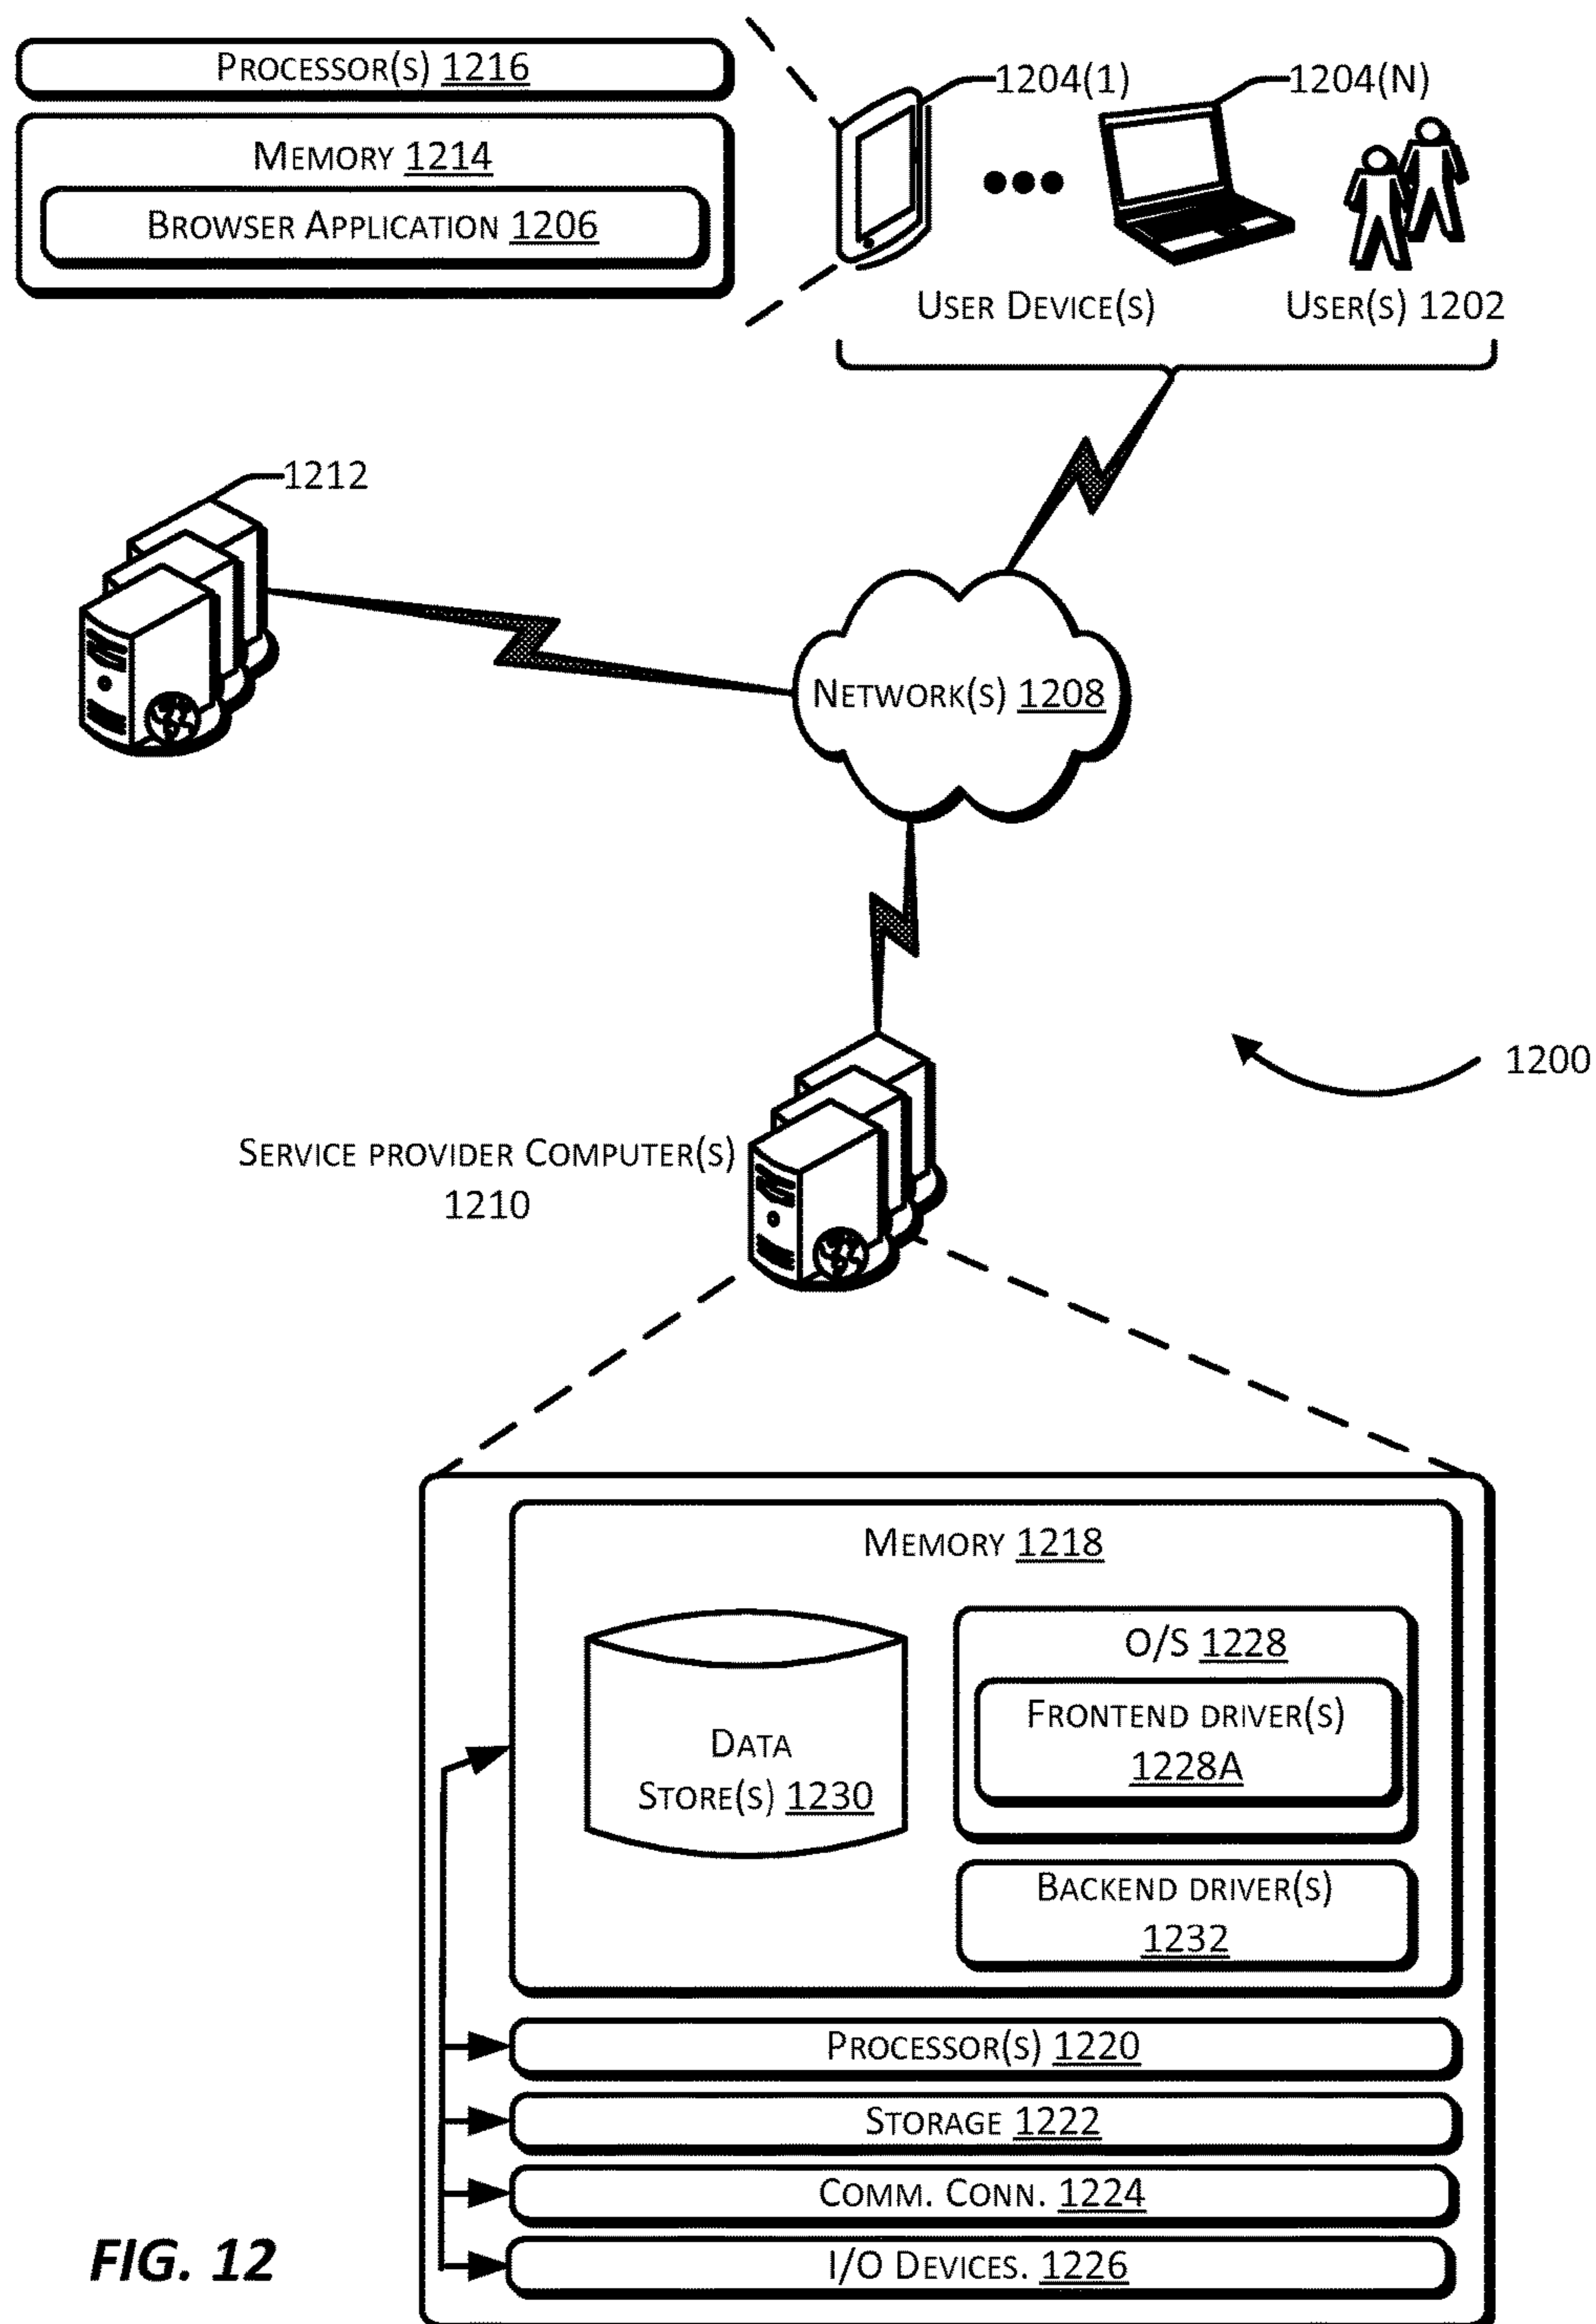 PROCESSOR(S) 1216
MEMORY 1214
BROWSER APPLICATION 1206
1204(1)
1204(N)
USER DEVICE(S)
USER(S) 1202
1212
NETWORK(S) 1208
1200
SERVICE PROVIDER COMPUTER(S)
1210
MEMORY 1218
DATA
STORE(S) 1230
O/S 1228
FRONTEND DRIVER(S)
1228A
BACKEND DRIVER(S)
1232
PROCESSOR(S) 1220
STORAGE 1222
COMM. CONN. 1224
I/O DEVICES. 1226
FIG. 12